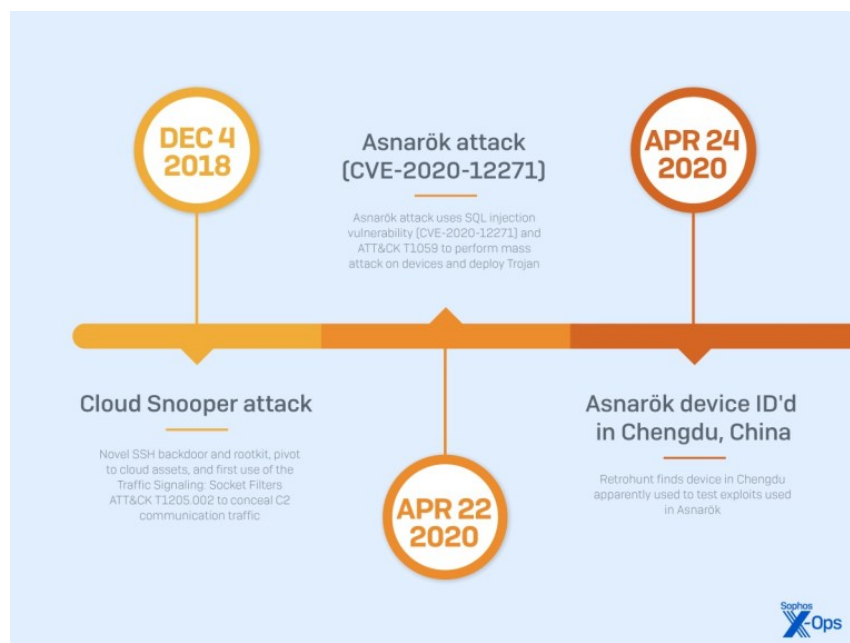 DEC 4
2018
Cloud Snooper attack
Novel SSH backdoor and rootkit, pivot
to cloud assets, and first use of the
Traffic Signaling: Socket Filters
ATT&CK T1205.002 to conceal C2
communication traffic
Asnarök attack
(CVE-2020-12271)
Asnarök attack uses SQL injection
vulnerability (CVE-2020-12271) and
ATT&CK T1059 to perform mass
attack on devices and deploy Trojan
APR 22
2020
APR 24
2020
Asnarök device ID'd
in Chengdu, China
Retrohunt finds device in Chengdu
apparently used to test exploits used
in Asnarök
Sophos
X-Ops